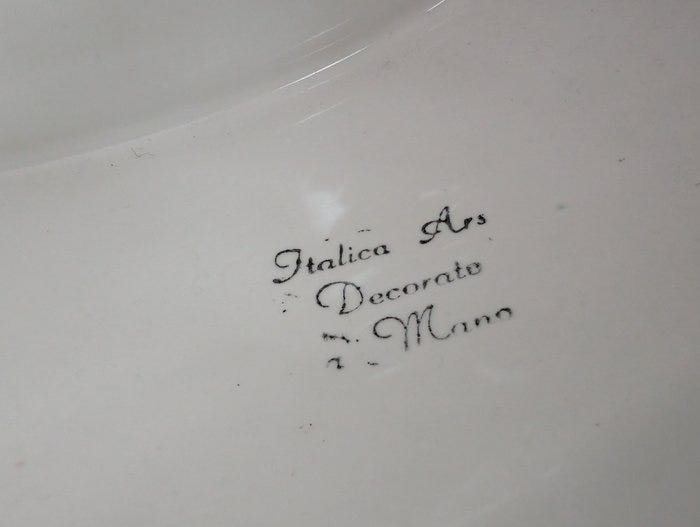 Italica Ars
Decorato
a Mano